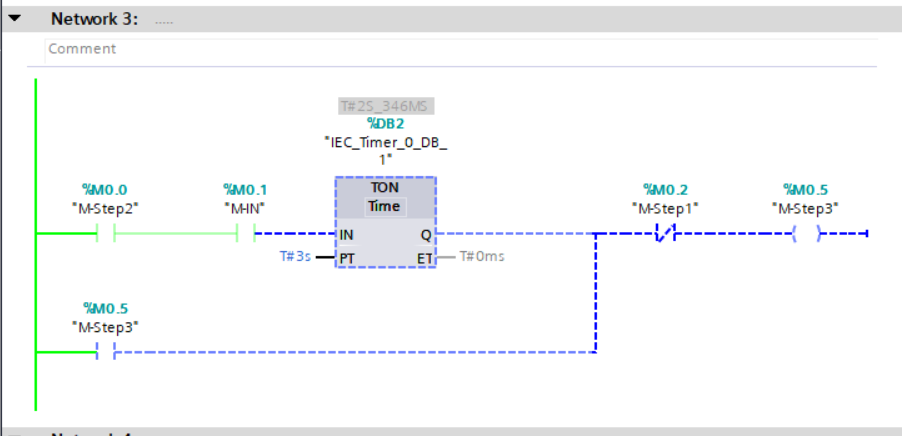 Network 3: .....
Comment
T#2S_346MS
%DB2
"IEC_Timer_0_DB_
1"
%M0.0
"M-Step2"
%M0.1
"M-IN"
TON
Time
%M0.2
"M-Step1"
%M0.5
"M-Step3"
IN
Q
T#3s
PT
ET
T#0ms
%M0.5
"M-Step3"